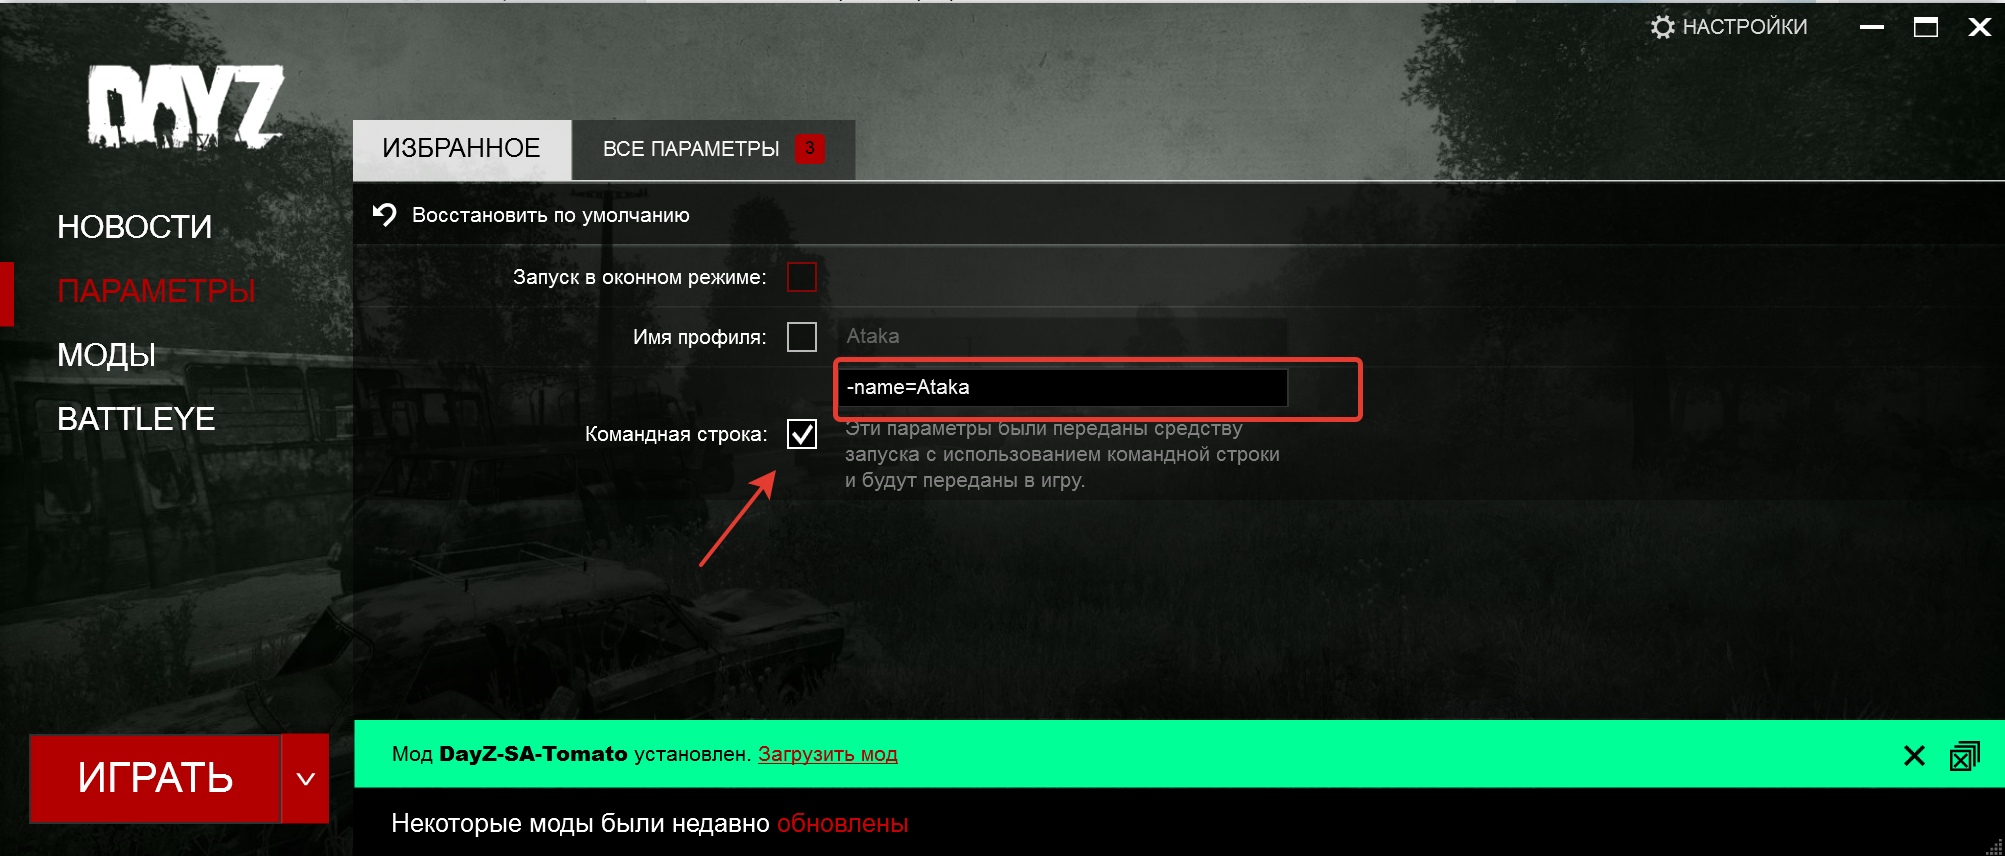 НАСТРОЙКИ
DAYZ
ИЗБРАННОЕ
ВСЕ ПАРАМЕТРЫ 3
Восстановить по умолчанию
НОВОСТИ
ПАРАМЕТРЫ
МОДЫ
BATTLEYE
Запуск в оконном режиме:
Имя профиля:
Ataka
-name=Ataka
Командная строка:
Эти параметры были переданы средству
запуска с использованием командной строки
и будут переданы в игру.
ИГРАТЬ
Мод DayZ-SA-Tomato установлен. Загрузить мод
Некоторые моды были недавно обновлены